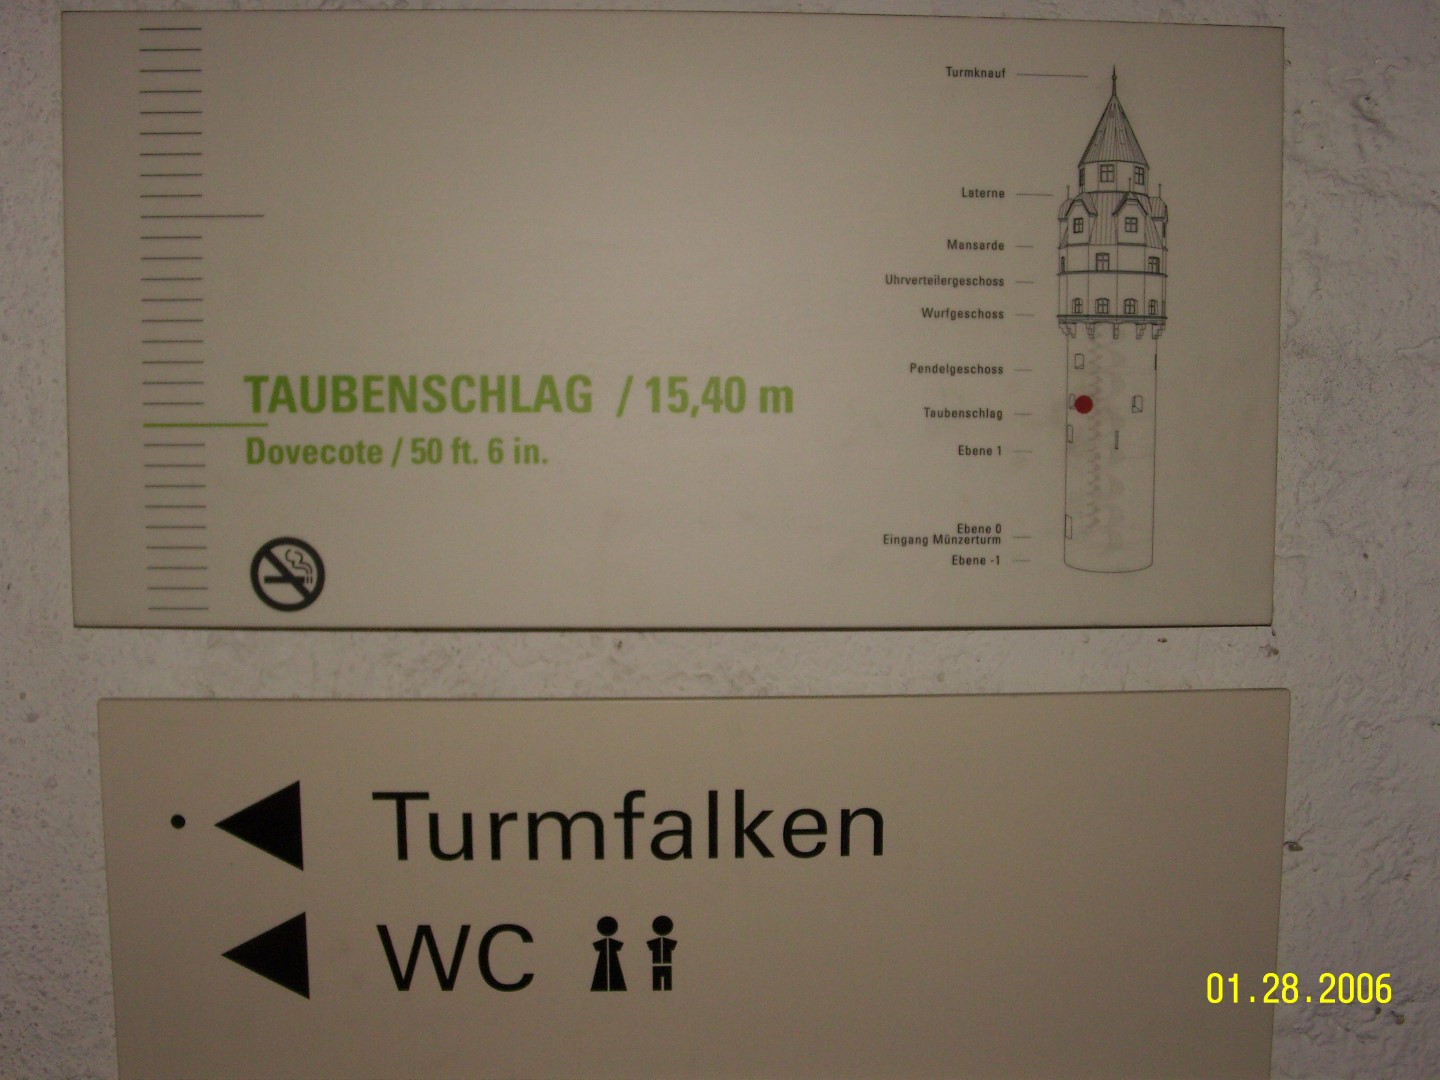 Turmknauf
Laterne
Mansarde
Uhrverteilergeschoss
Wurfgeschoss
Pendelgeschoss
Taubenschlag
Ebene 1
Ebene 0
Eingang Münzerturm
Ebene -1
TAUBENSCHLAG / 15,40 m
Dovecote / 50 ft. 6 in.
Turmfalken
WC
01.28.2006